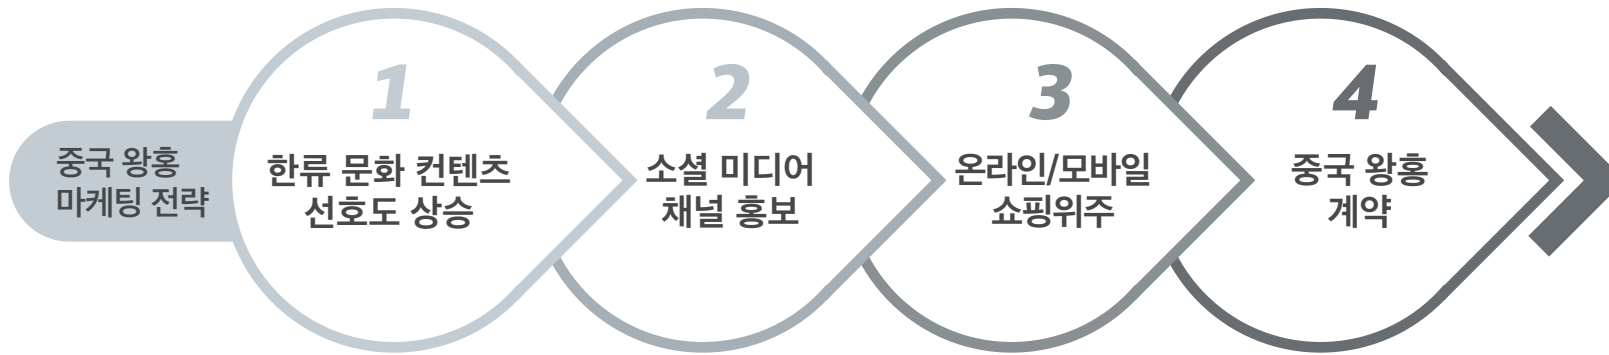 중국 왕홍
마케팅 전략
1
한류 문화 컨텐츠
선호도 상승
2
소셜 미디어
채널 홍보
3
온라인/모바일
쇼핑위주
4
중국 왕홍
계약